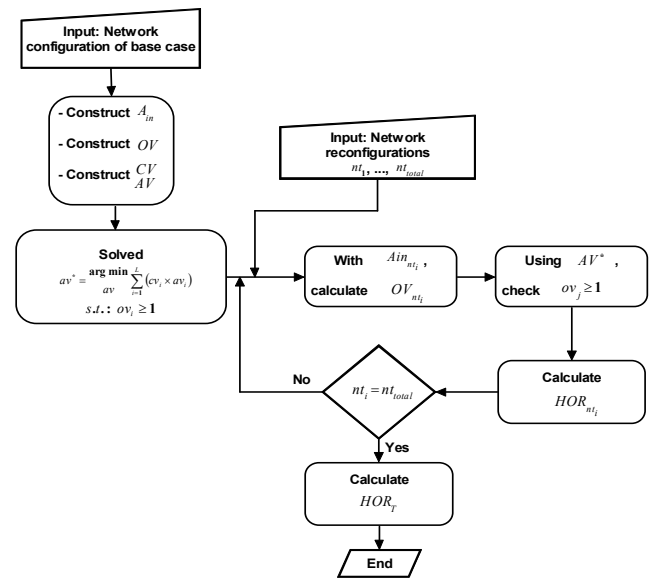 Input: Network
configuration of base case
- Construct A_in
- Construct OV
- Construct CV
AV
Input: Network
reconfigurations
nt_1, ..., nt_total
Solved
av* = arg min_av ∑_{i=1}^{L} (cv_i × av_i)
s.t.: ov_i ≥ 1
With Ain_{nt_i} ,
calculate OV_{nt_i}
Using AV* ,
check ov_j ≥ 1
Calculate
HOR_{nt_i}
nt_i = nt_total
No
Yes
Calculate
HOR_T
End